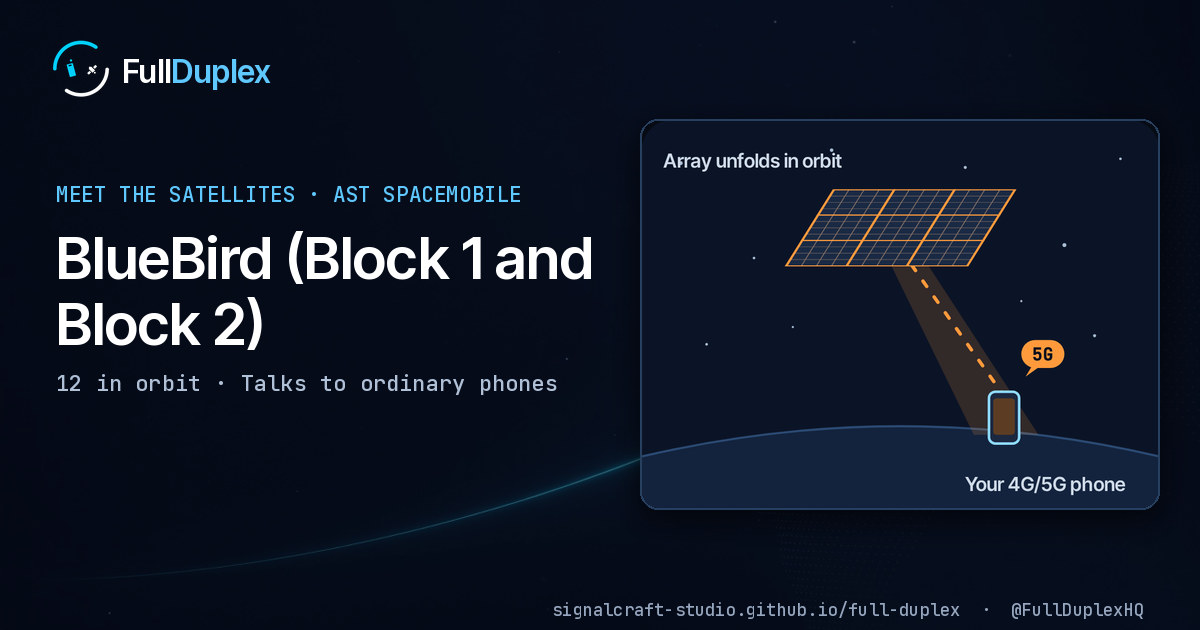 FullDuplex
MEET THE SATELLITES · AST SPACEMOBILE
BlueBird (Block 1 and
Block 2)
12 in orbit · Talks to ordinary phones
Array unfolds in orbit
5G
Your 4G/5G phone
signalcraft-studio.github.io/full-duplex · @FullDuplexHQ